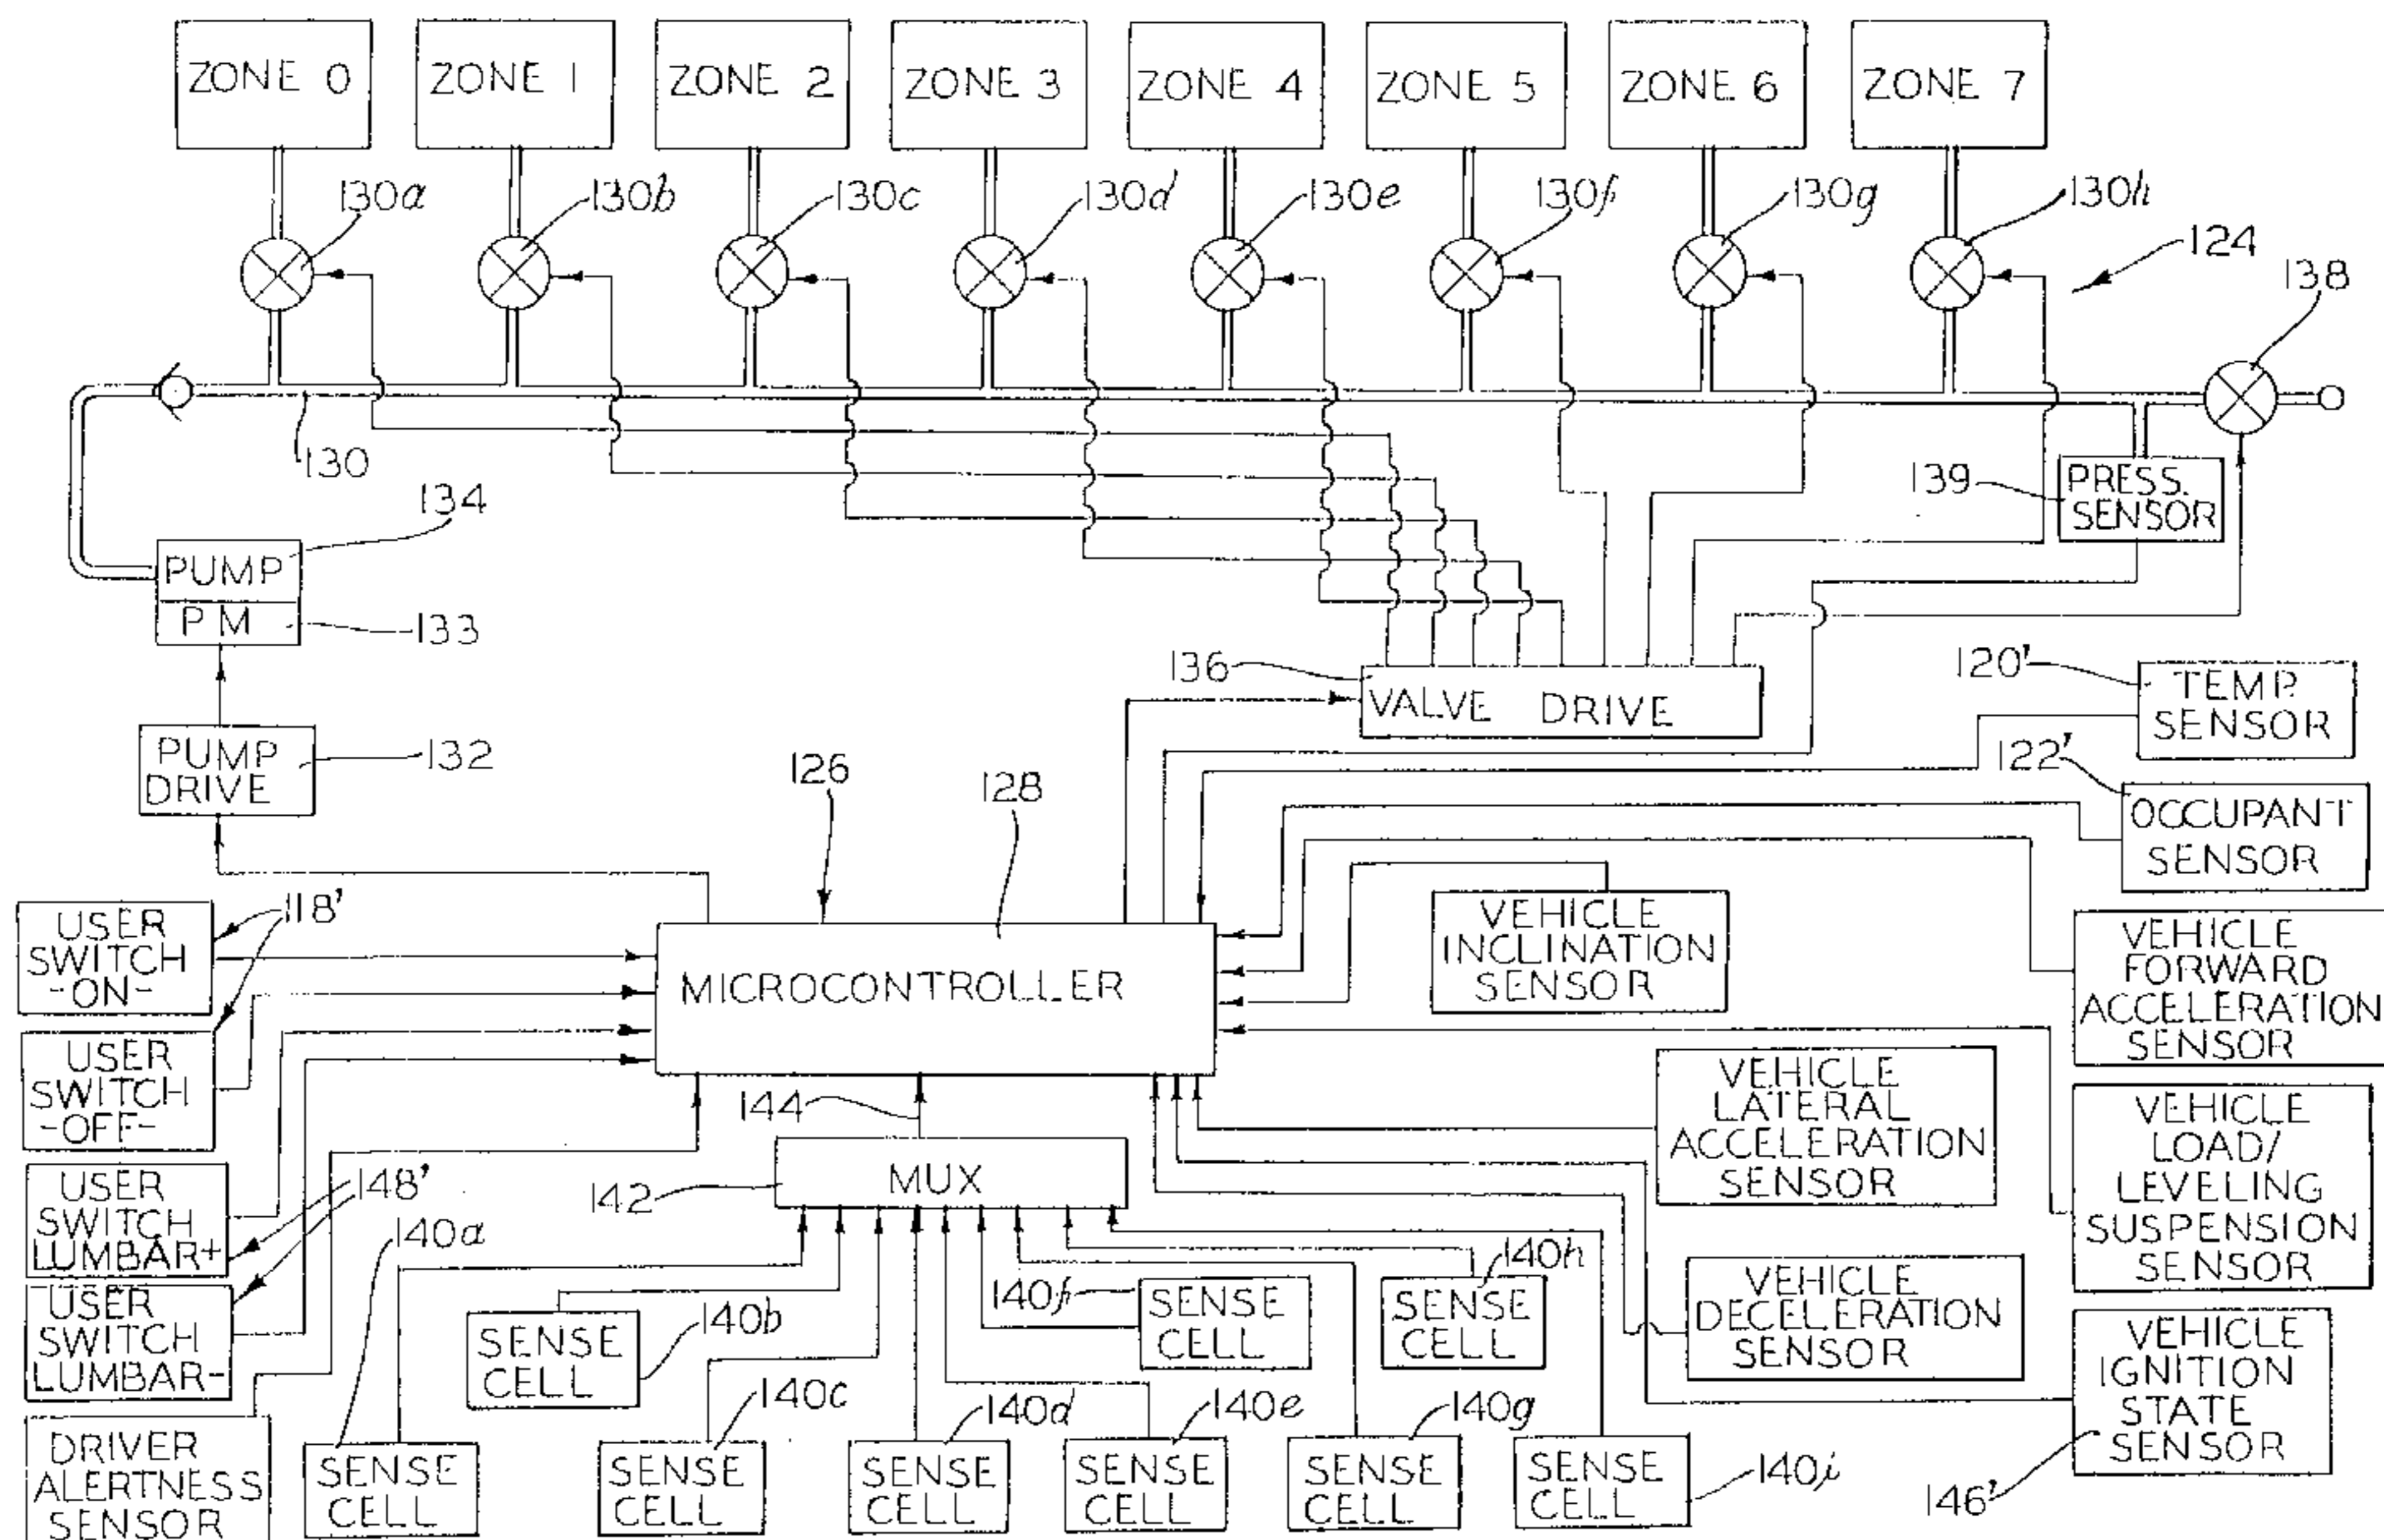 ZONE 0
ZONE 1
ZONE 2
ZONE 3
ZONE 4
ZONE 5
ZONE 6
ZONE 7
130a
130b
130c
130d
130e
130f
130g
130h
124
138
130
139
PRESS.
SENSOR
134
PUMP
PM
133
136
VALVE DRIVE
120'
TEMP.
SENSOR
PUMP
DRIVE
132
126
128
122'
OCCUPANT
SENSOR
118'
USER
SWITCH
-ON-
MICROCONTROLLER
VEHICLE
INCLINATION
SENSOR
VEHICLE
FORWARD
ACCELERATION
SENSOR
USER
SWITCH
-OFF-
144
VEHICLE
LATERAL
ACCELERATION
SENSOR
VEHICLE
LOAD/
LEVELING
SUSPENSION
SENSOR
USER
SWITCH
LUMBAR+
148'
142
MUX
140a
USER
SWITCH
LUMBAR-
140b
SENSE
CELL
140f
SENSE
CELL
140h
SENSE
CELL
VEHICLE
DECELERATION
SENSOR
VEHICLE
IGNITION
STATE
SENSOR
146'
DRIVER
ALERTNESS
SENSOR
SENSE
CELL
140c
SENSE
CELL
140d
SENSE
CELL
140e
SENSE
CELL
140g
SENSE
CELL
140i
SENSE
CELL